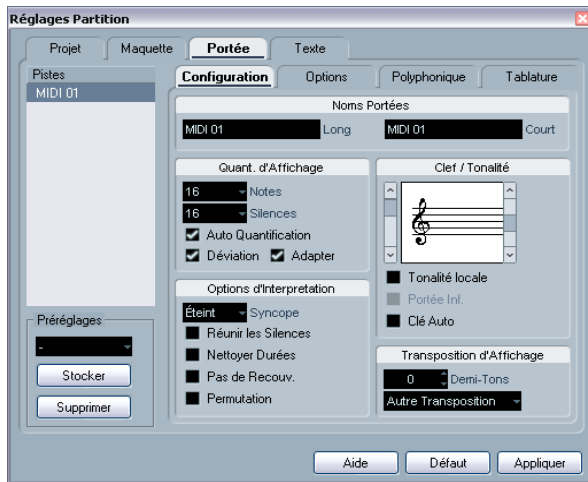 Réglages Partition
Projet Maquette Portée Texte
Pistes
MIDI 01
Configuration Options Polyphonique Tablature
Noms Portées
MIDI 01 Long MIDI 01 Court
Quant. d'Affichage
16 Notes
16 Silences
Auto Quantification
Déviation Adapter
Clef / Tonalité
Tonalité locale
Portée Inf.
Clé Auto
Options d'Interpretation
Éteint Syncope
Réunir les Silences
Nettoyer Durées
Pas de Recouv.
Permutation
Transposition d'Affichage
0 Demi-Tons
Autre Transposition
Préréglages
-
Stocker
Supprimer
Aide Défaut Appliquer